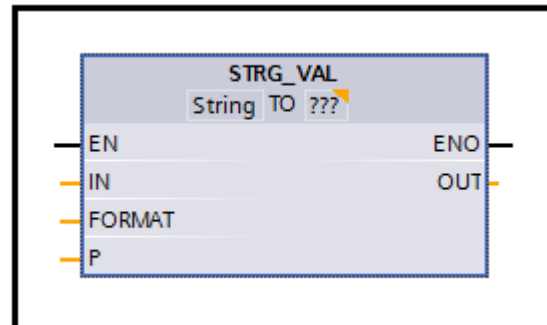 STRG_VAL
String TO ???
EN ENO
IN OUT
FORMAT
P